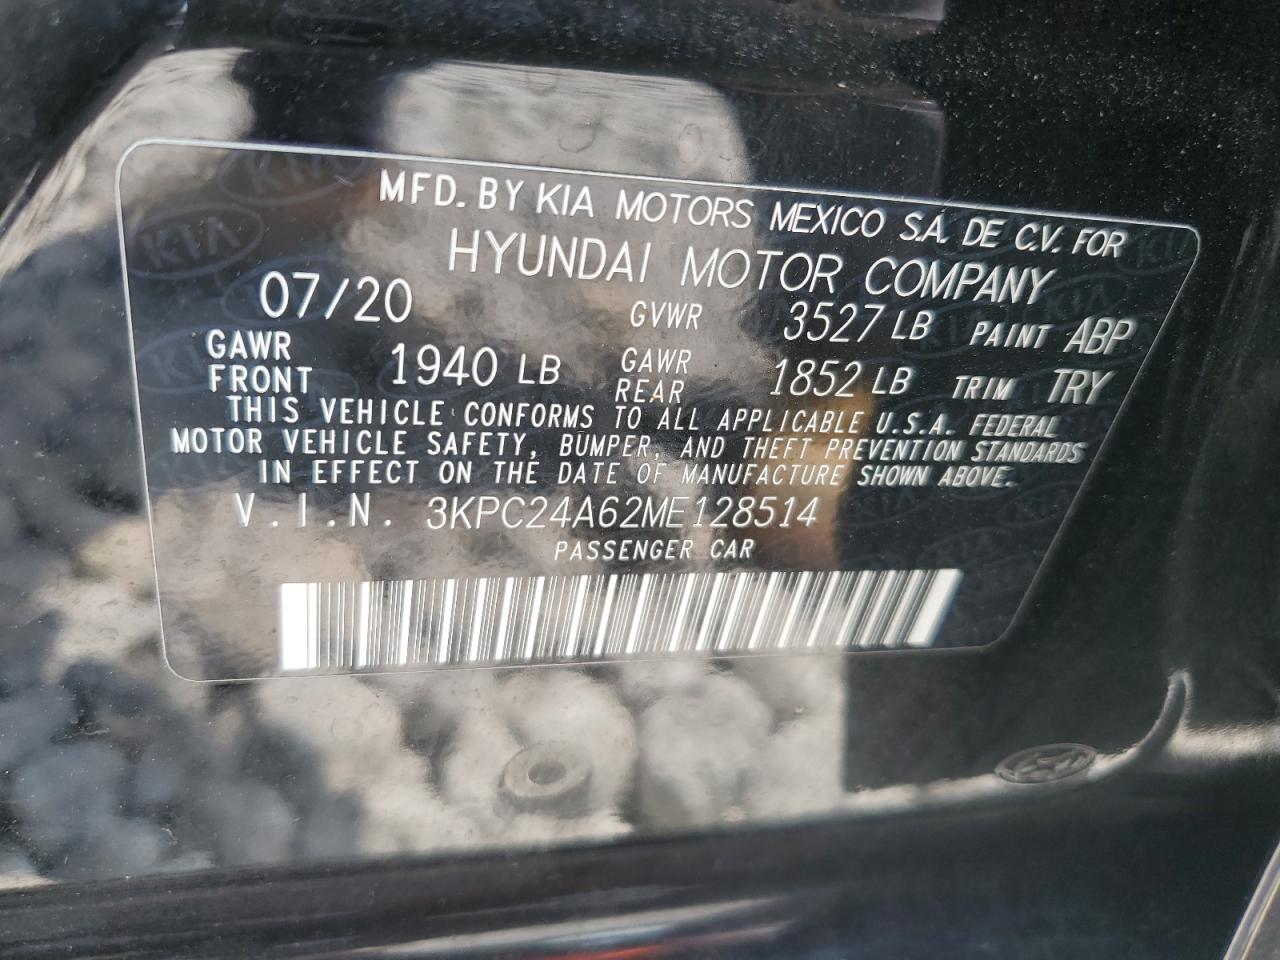 MFD. BY KIA MOTORS MEXICO S.A. DE C.V. FOR
HYUNDAI MOTOR COMPANY
07/20 GVWR 3527 LB PAINT ABP
GAWR FRONT 1940 LB GAWR REAR 1852 LB TRIM TRY
THIS VEHICLE CONFORMS TO ALL APPLICABLE U.S.A. FEDERAL
MOTOR VEHICLE SAFETY, BUMPER, AND THEFT PREVENTION STANDARDS
IN EFFECT ON THE DATE OF MANUFACTURE SHOWN ABOVE.
V.I.N. 3KPC24A62ME128514
PASSENGER CAR